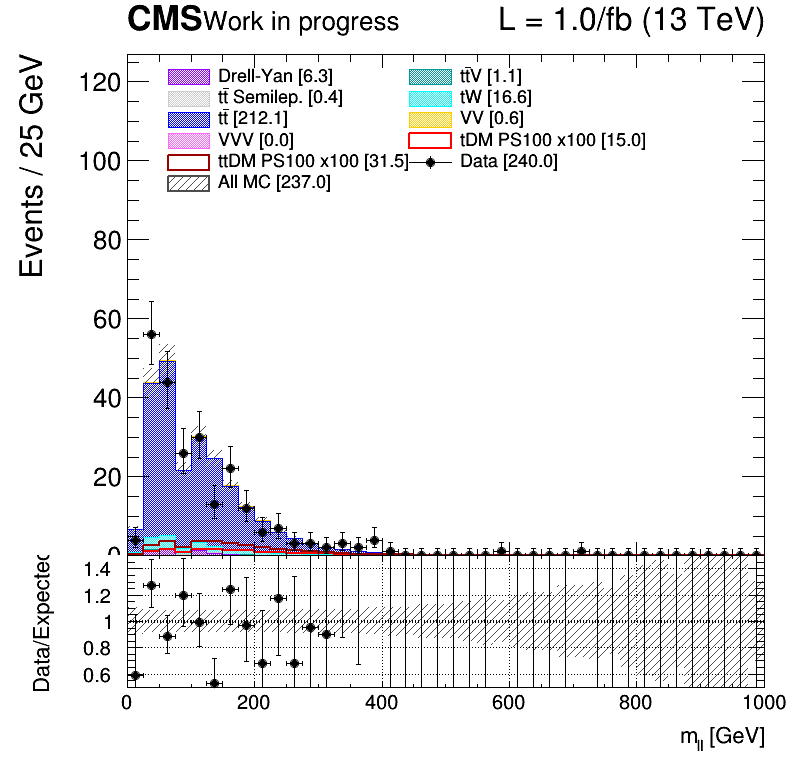 CMS Work in progress L = 1.0/fb (13 TeV)
Events / 25 GeV
120
100
80
60
40
20
0
Drell-Yan [6.3] tt̄V [1.1]
tt̄ Semilep. [0.4] tW [16.6]
tt̄ [212.1] VV [0.6]
VVV [0.0] tDM PS100 x100 [15.0]
ttDM PS100 x100 [31.5] Data [240.0]
All MC [237.0]
Data/Expected
1.4
1.2
1
0.8
0.6
0 200 400 600 800 1000
m_ll [GeV]